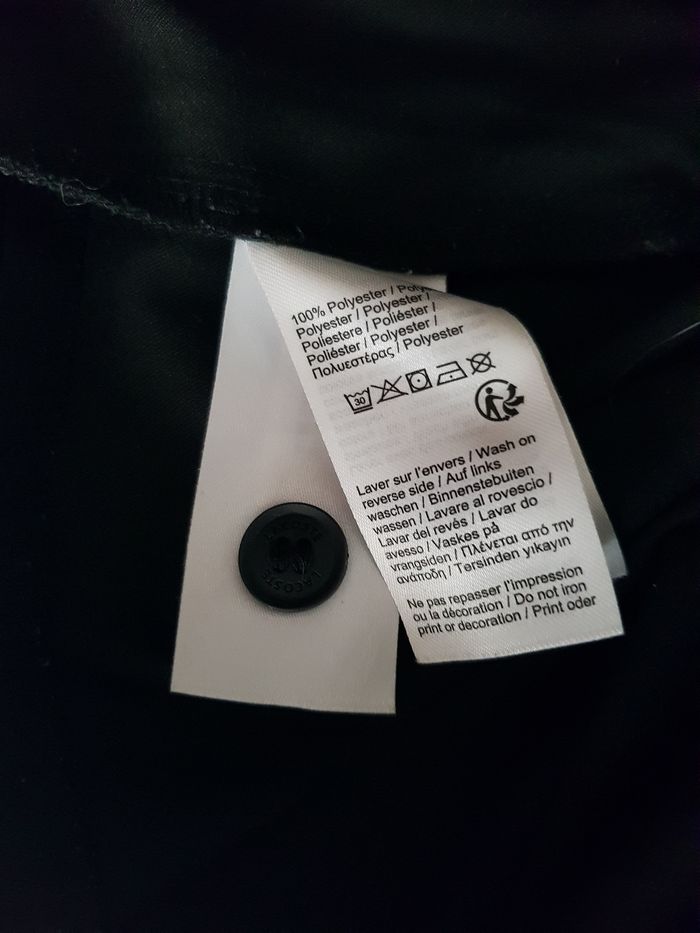 100% Polyester /
Polyester / Polyester /
Poliestere / Poliéster /
Poliéster / Polyester /
Πολυεστέρας / Polyester
30
Laver sur l'envers / Wash on
reverse side / Auf links
waschen / Binnenstebuiten
wassen / Lavare al rovescio /
Lavar del revés / Lavar do
avesso / Vaskes på
vrangsiden / Πλένεται από την
ανάποδη / Tersinden yıkayın
Ne pas repasser l'impression
ou la décoration / Do not iron
print or decoration / Print oder
LACOSTE
LACOSTE